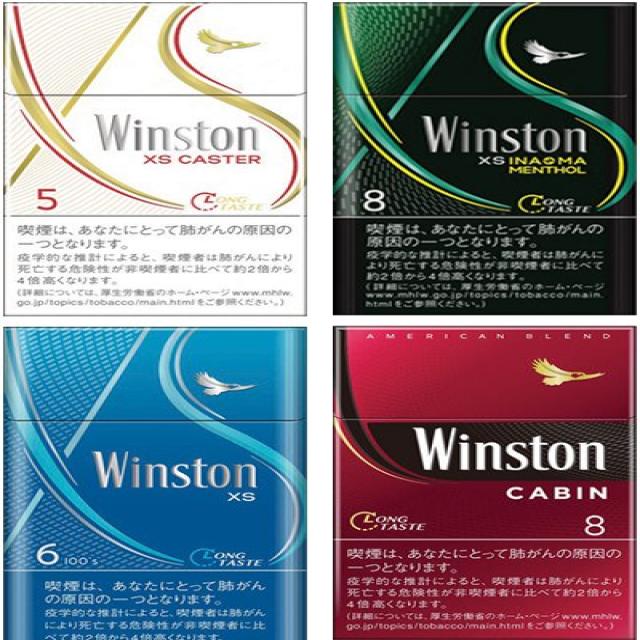 Winston
XS CASTER
5
LONG
TASTE
喫煙は、あなたにとって肺がんの原因の
一つとなります。
疫学的な推計によると、喫煙者は肺がんにより
死亡する危険性が非喫煙者に比べて約2倍から
4倍高くなります。
(詳細については、厚生労働省のホーム・ページ www.mhlw.
go.jp/topics/tobacco/main.html をご参照ください。)
Winston
XS INAZMA
MENTHOL
8
LONG
TASTE
喫煙は、あなたにとって肺がんの
原因の一つとなります。
疫学的な推計によると、喫煙者は肺がんに
より死亡する危険性が非喫煙者に比べて
約2倍から4倍高くなります。
(詳細については、厚生労働省のホーム・ページ
www.mhlw.go.jp/topics/tobacco/main.
htmlをご参照ください。)
Winston
XS
6 100's
LONG
TASTE
喫煙は、あなたにとって肺がん
の原因の一つとなります。
疫学的な推計によると、喫煙者は肺がん
により死亡する危険性が非喫煙者に比
べて約2倍から4倍高くなります。
AMERICAN BLEND
Winston
CABIN
LONG
TASTE
8
喫煙は、あなたにとって肺がんの原因の
一つとなります。
疫学的な推計によると、喫煙者は肺がんにより
死亡する危険性が非喫煙者に比べて約2倍から
4倍高くなります。
(詳細については、厚生労働省のホーム・ページ www.mhlw.
go.jp/topics/tobacco/main.html をご参照ください。)